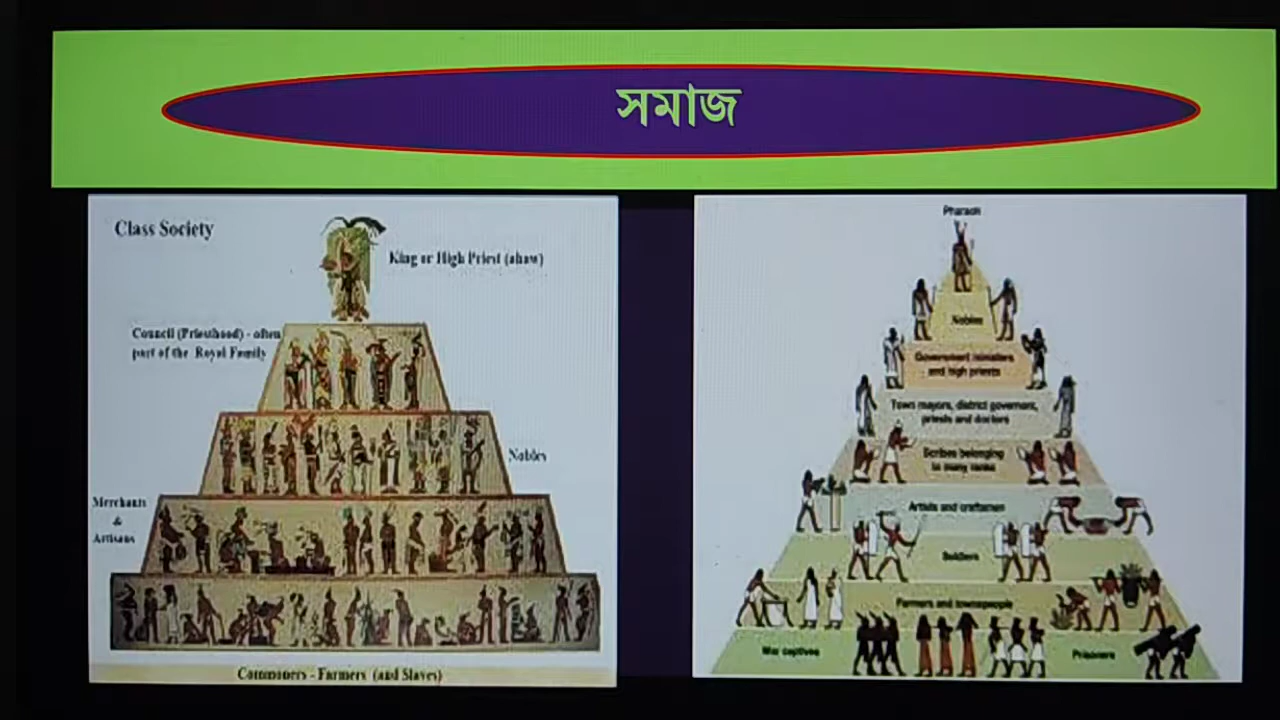 সমাজ
Class Society
King or High Priest (ahaw)
Council (Priesthood) - often
part of the Royal Family
Nobles
Merchants
&
Artisans
Commoners - Farmers (and Slaves)
Pharaoh
Nobles
Government ministers
and high priests
Town mayors, district governors,
priests and doctors
Scribes belonging
to many ranks
Artists and craftsmen
Soldiers
Farmers and townspeople
War captives
Prisoners